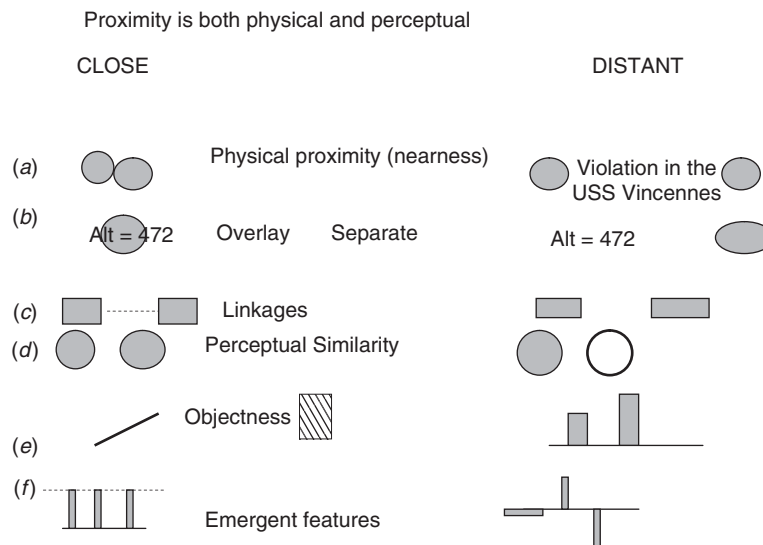 Proximity is both physical and perceptual
CLOSE DISTANT
(a) Physical proximity (nearness) Violation in the
USS Vincennes
(b) Alt = 472 Overlay Separate Alt = 472
(c) Linkages
(d) Perceptual Similarity
(e) Objectness
(f) Emergent features